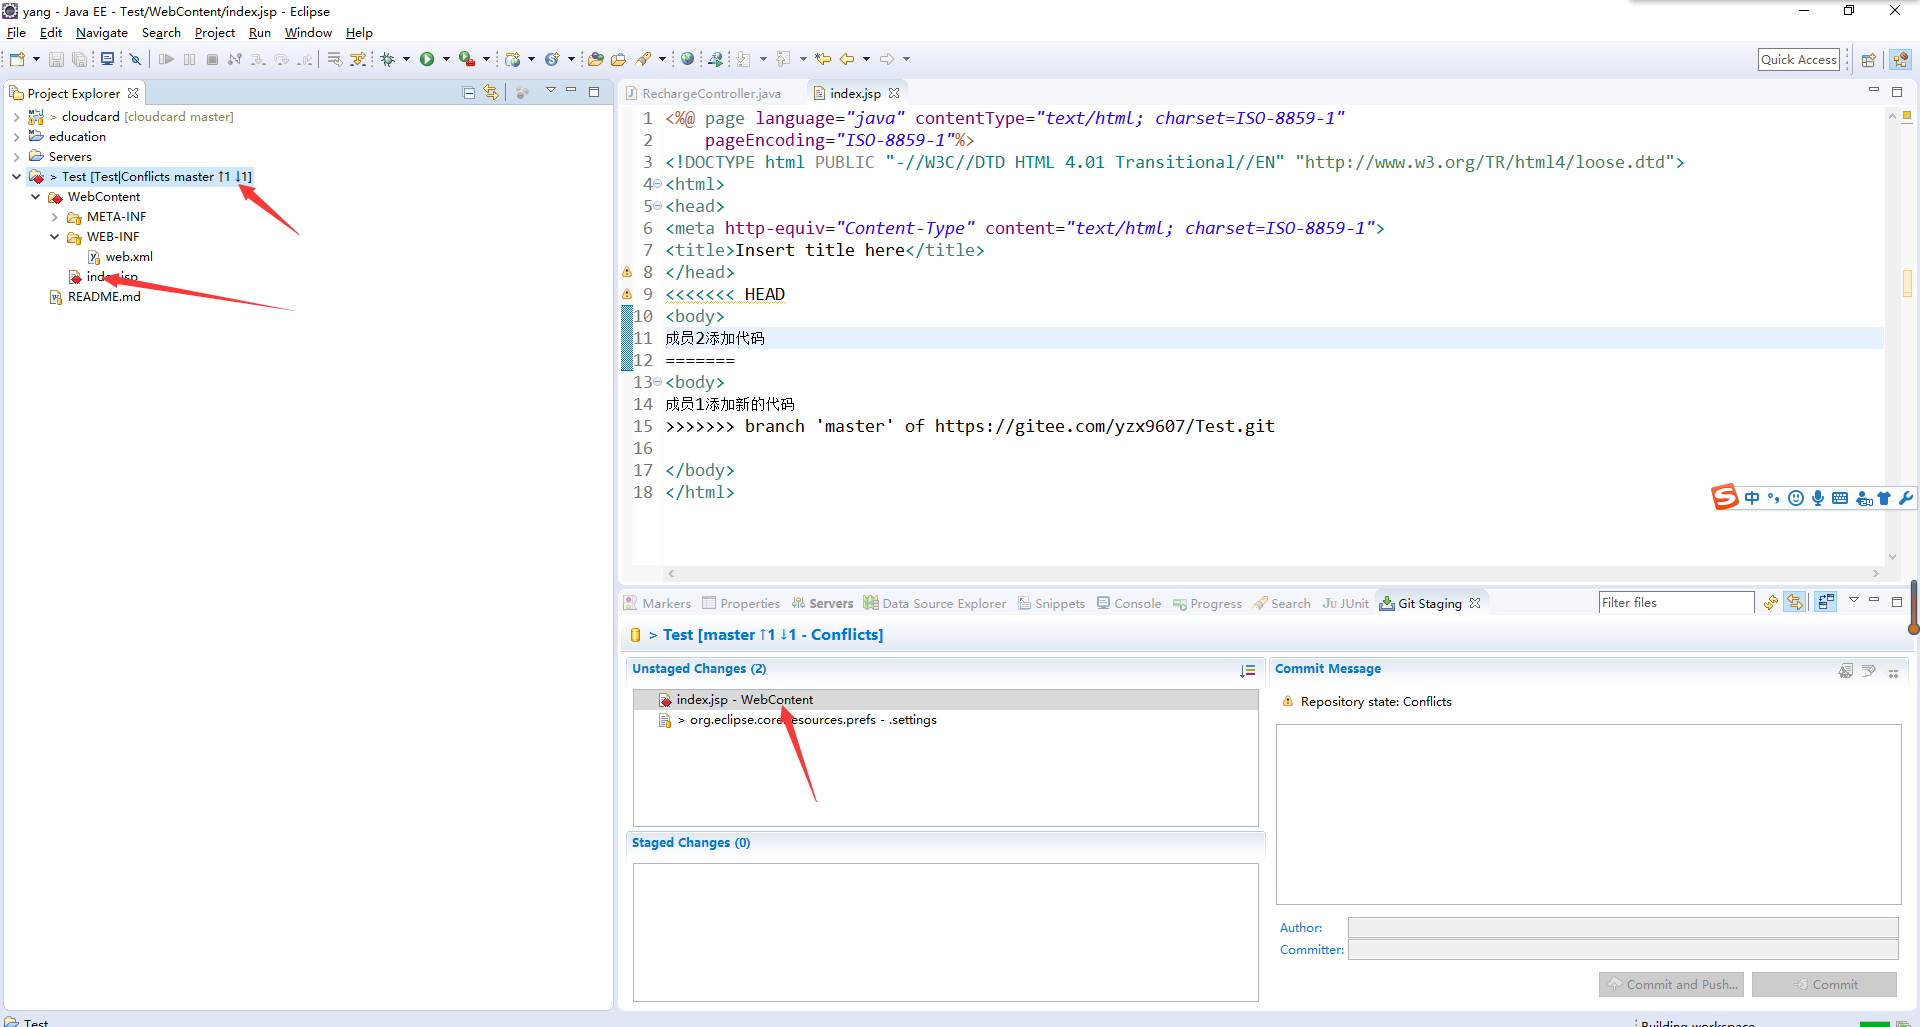 yang - Java EE - Test/WebContent/index.jsp - Eclipse
File Edit Navigate Search Project Run Window Help
Quick Access
Project Explorer
> cloudcard [cloudcard master]
education
Servers
> Test [Test|Conflicts master ↑1 ↓1]
WebContent
META-INF
WEB-INF
web.xml
index.jsp
README.md
RechargeController.java
index.jsp
1 <%@ page language="java" contentType="text/html; charset=ISO-8859-1"
2 pageEncoding="ISO-8859-1"%>
3 <!DOCTYPE html PUBLIC "-//W3C//DTD HTML 4.01 Transitional//EN" "http://www.w3.org/TR/html4/loose.dtd">
4 <html>
5 <head>
6 <meta http-equiv="Content-Type" content="text/html; charset=ISO-8859-1">
7 <title>Insert title here</title>
8 </head>
9 <<<<<<< HEAD
10 <body>
11 成员2添加代码
12 =======
13 <body>
14 成员1添加新的代码
15 >>>>>>> branch 'master' of https://gitee.com/yzx9607/Test.git
16
17 </body>
18 </html>
S 中
Markers Properties Servers Data Source Explorer Snippets Console Progress Search JUnit Git Staging
Filter files
> Test [master ↑1 ↓1 - Conflicts]
Unstaged Changes (2)
index.jsp - WebContent
> org.eclipse.core.resources.prefs - .settings
Staged Changes (0)
Commit Message
Repository state: Conflicts
Author:
Committer:
Commit and Push...
Commit
Test
Building workspace